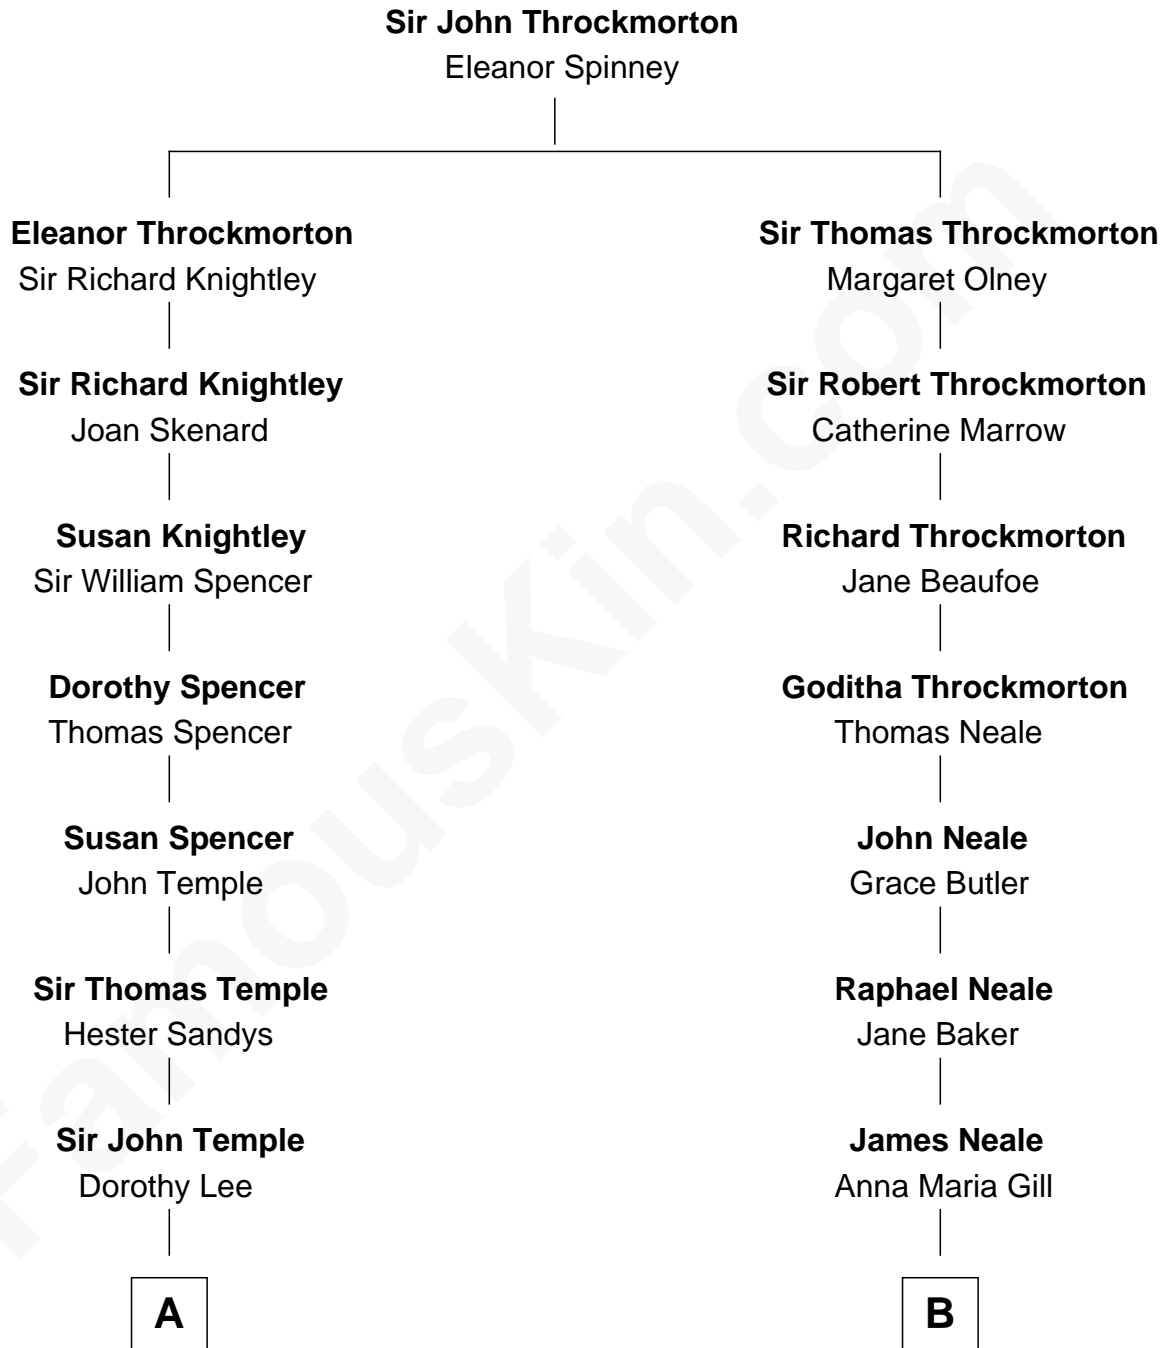 Sir John Throckmorton
Eleanor Spinney
Eleanor Throckmorton
Sir Richard Knightley
Sir Thomas Throckmorton
Margaret Olney
Sir Richard Knightley
Joan Skenard
Sir Robert Throckmorton
Catherine Marrow
Susan Knightley
Sir William Spencer
Richard Throckmorton
Jane Beaufoe
Dorothy Spencer
Thomas Spencer
Goditha Throckmorton
Thomas Neale
Susan Spencer
John Temple
John Neale
Grace Butler
Sir Thomas Temple
Hester Sandys
Raphael Neale
Jane Baker
Sir John Temple
Dorothy Lee
James Neale
Anna Maria Gill
A
B
FamousKin.com